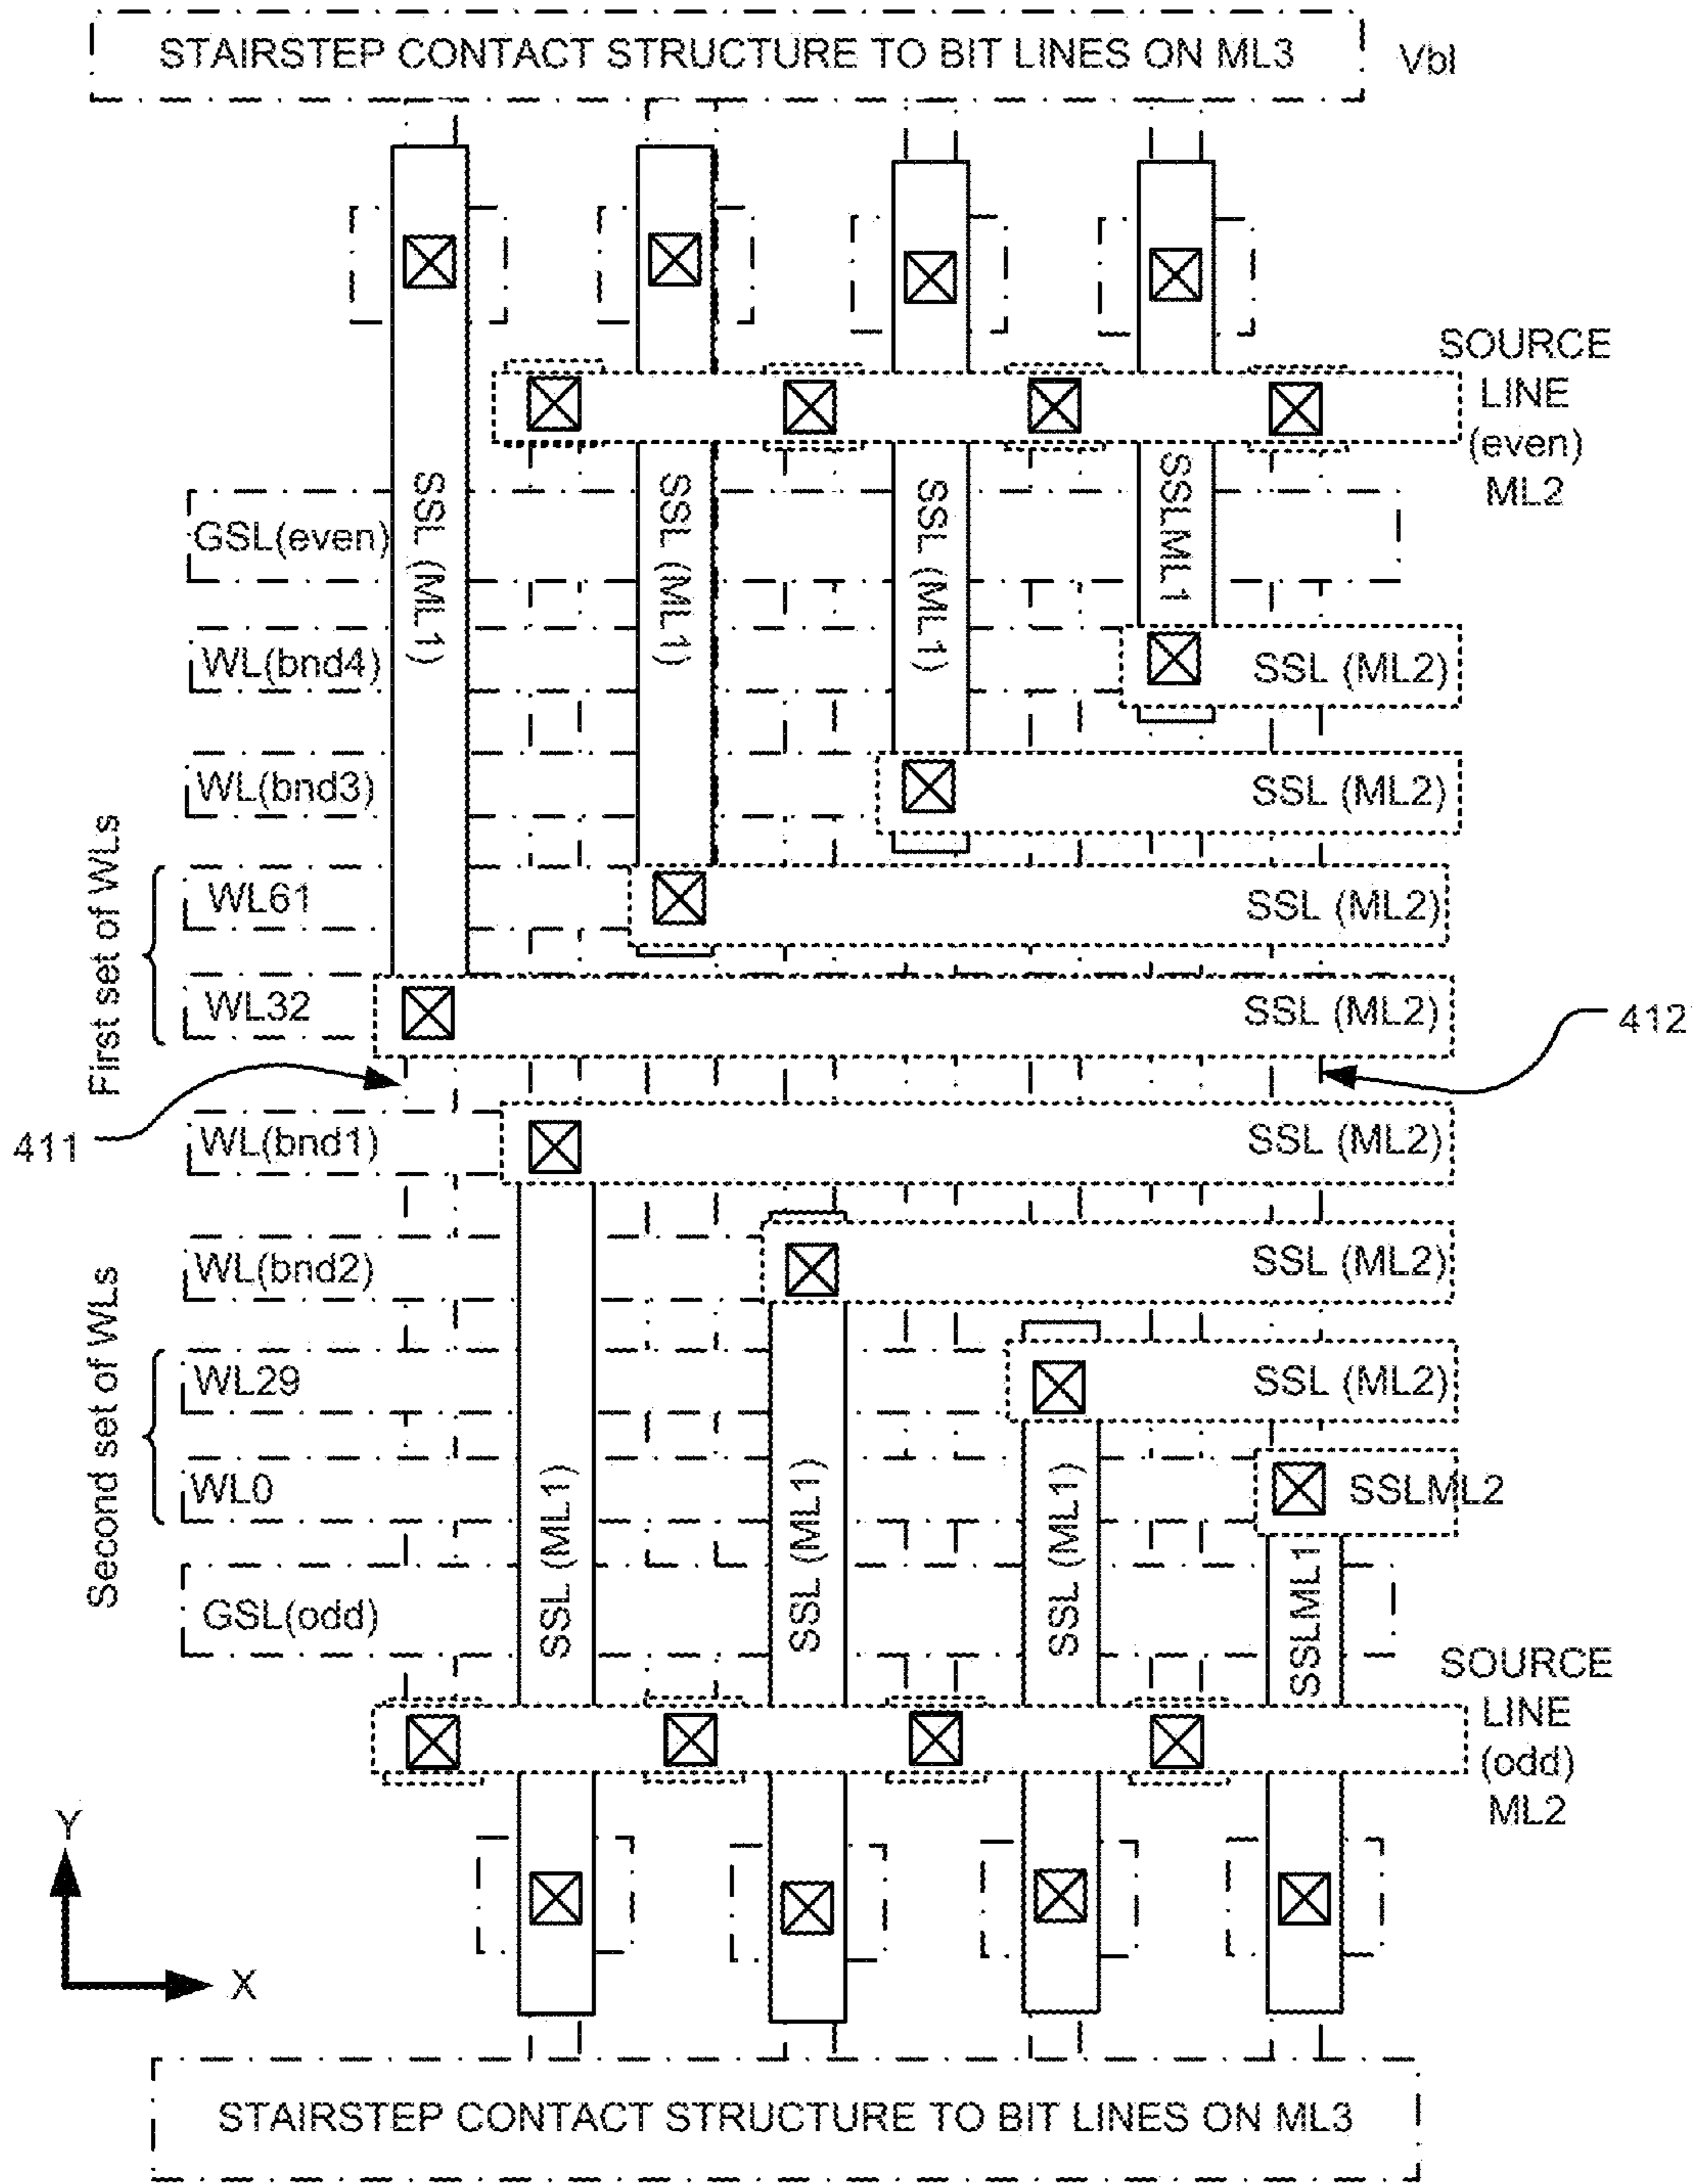 STAIRSTEP CONTACT STRUCTURE TO BIT LINES ON ML3
Vbl
SOURCE
LINE
(even)
ML2
GSL(even)
SSL (ML1)
SSL (ML1)
SSL (ML1)
SSLML1
WL(bnd4)
SSL (ML2)
WL(bnd3)
SSL (ML2)
First set of WLs
WL61
SSL (ML2)
WL32
SSL (ML2)
412
411
WL(bnd1)
SSL (ML2)
WL(bnd2)
SSL (ML2)
Second set of WLs
WL29
SSL (ML2)
WL0
SSLML2
GSL(odd)
SSL (ML1)
SSL (ML1)
SSL (ML1)
SSLML1
SOURCE
LINE
(odd)
ML2
Y
X
STAIRSTEP CONTACT STRUCTURE TO BIT LINES ON ML3